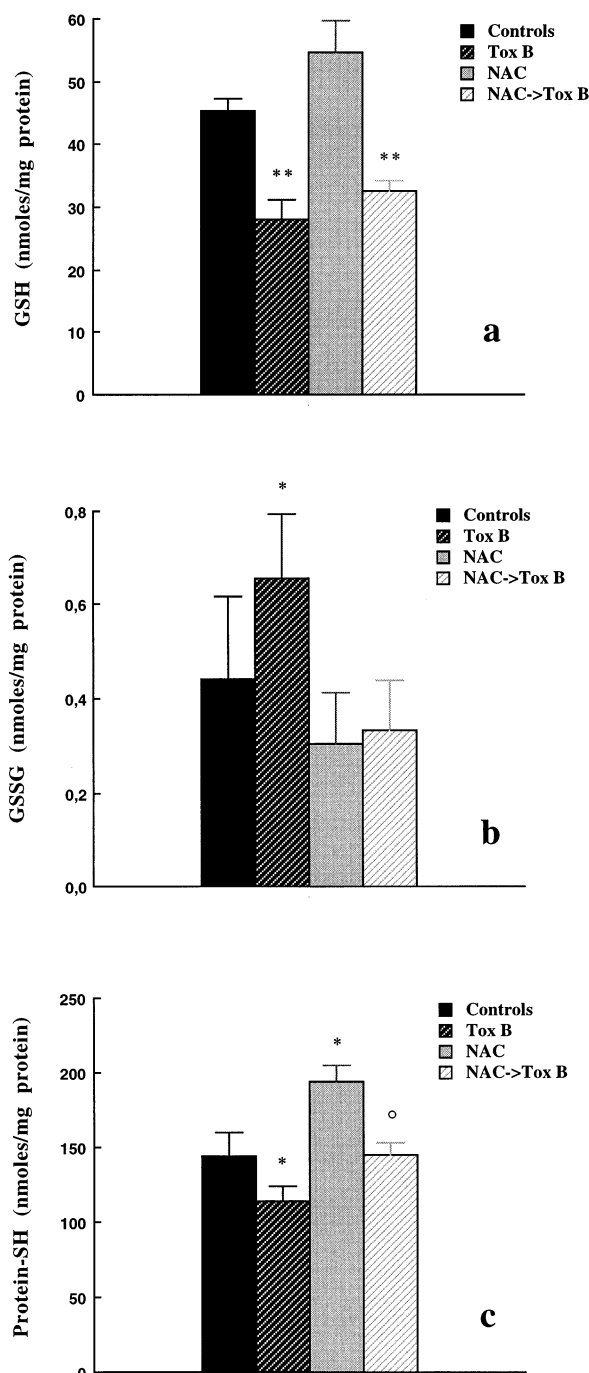 60
50
40
30
20
10
0
GSH (nmoles/mg protein)
Controls
Tox B
NAC
NAC->Tox B
**
**
a
0,8
0,6
0,4
0,2
0,0
GSSG (nmoles/mg protein)
Controls
Tox B
NAC
NAC->Tox B
*
b
250
200
150
100
50
0
Protein-SH (nmoles/mg protein)
Controls
Tox B
NAC
NAC->Tox B
*
*
°
c